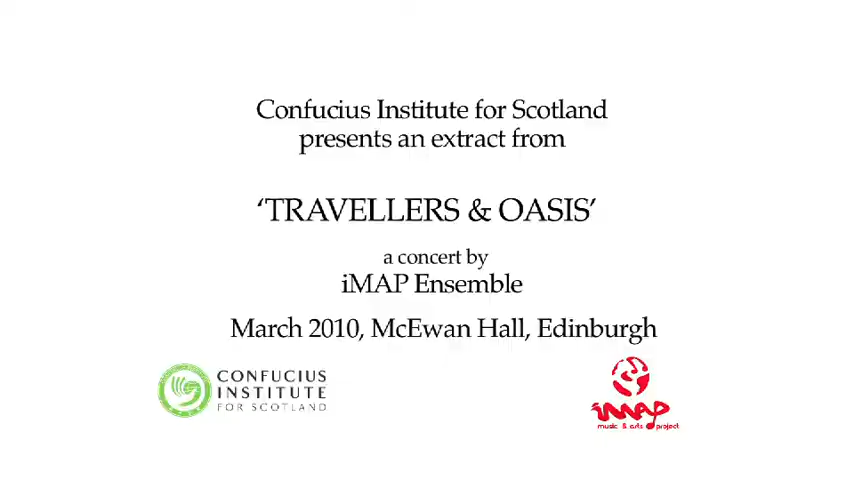 Confucius Institute for Scotland
presents an extract from
‘TRAVELLERS & OASIS’
a concert by
iMAP Ensemble
March 2010, McEwan Hall, Edinburgh
CONFUCIUS
INSTITUTE
FOR SCOTLAND
iMAP
music & arts project